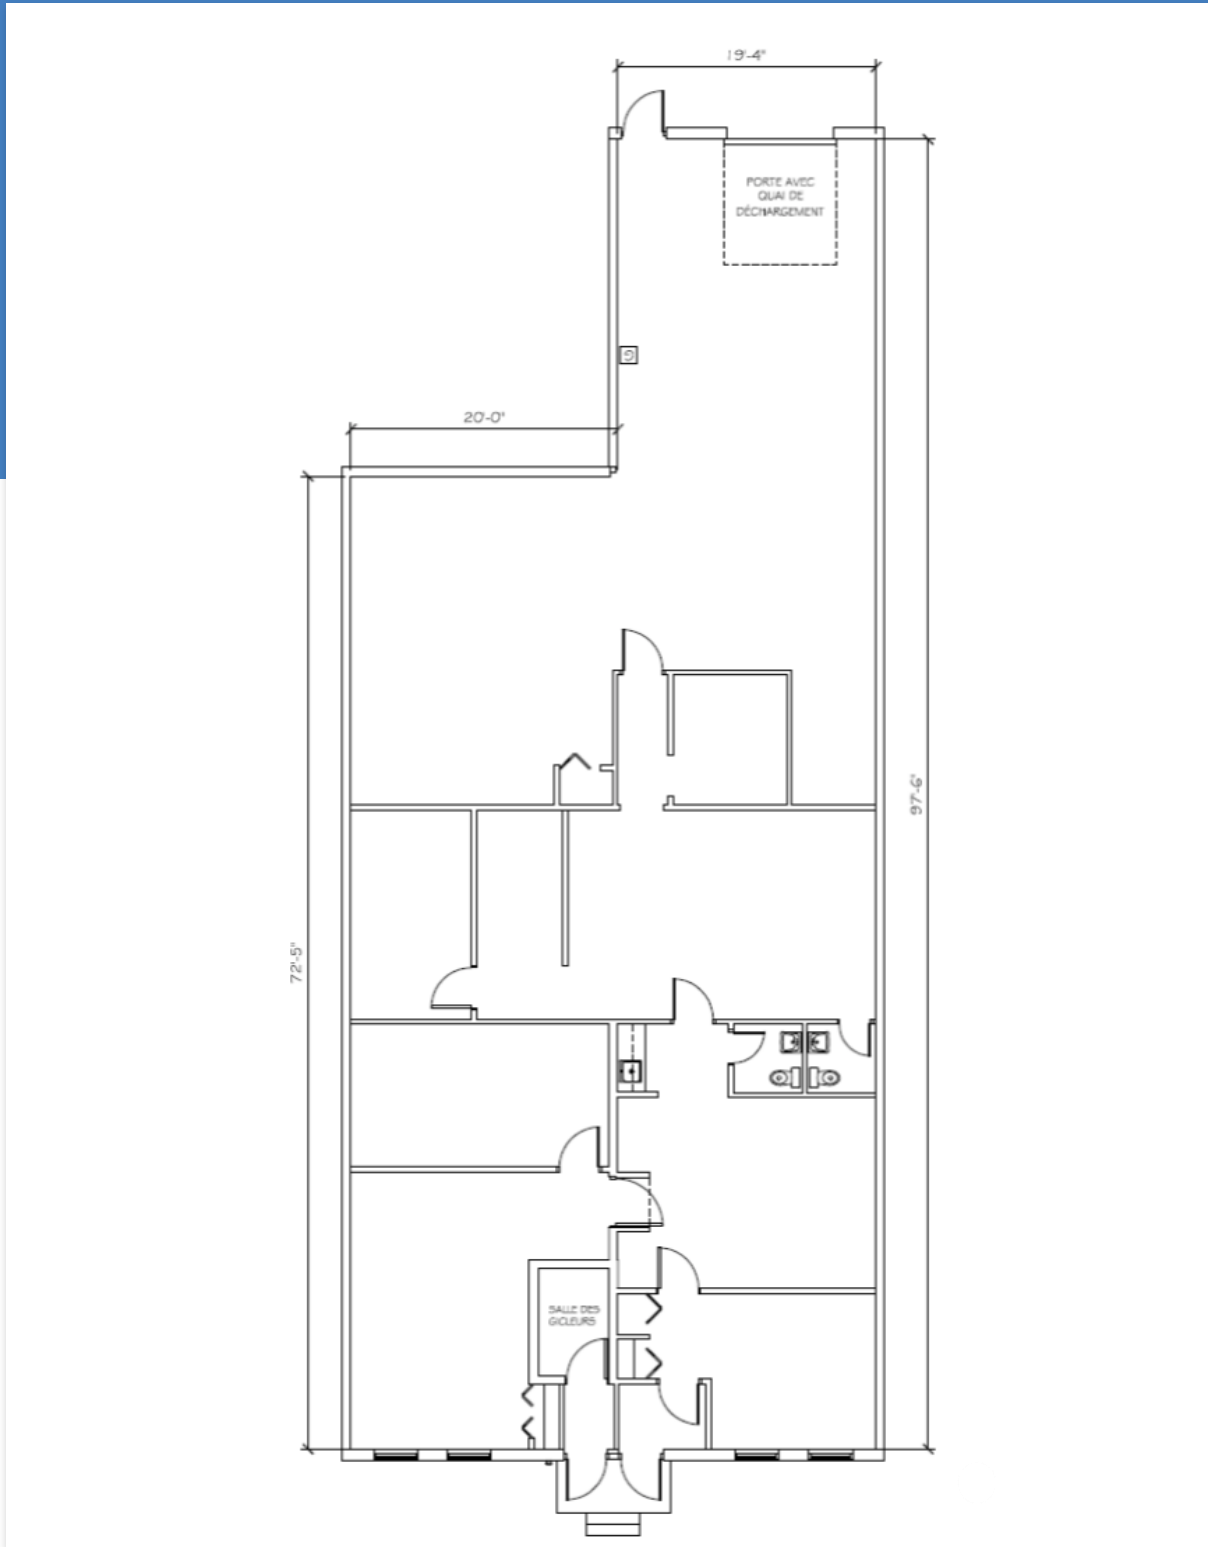 19'-4"
PORTE AVEC
QUAI DE
DÉCHARGEMENT
20'-0"
97'-6"
72'-5"
SALLE DES
GICLEURS